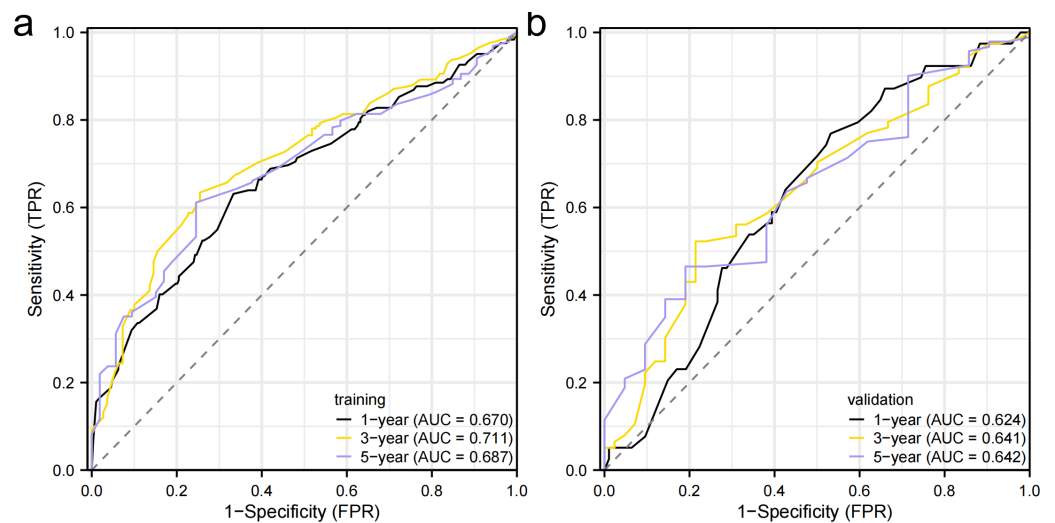 a
b
1.0
0.8
0.6
0.4
0.2
0.0
Sensitivity (TPR)
0.0 0.2 0.4 0.6 0.8 1.0
1−Specificity (FPR)
training
1−year (AUC = 0.670)
3−year (AUC = 0.711)
5−year (AUC = 0.687)
1.0
0.8
0.6
0.4
0.2
0.0
Sensitivity (TPR)
0.0 0.2 0.4 0.6 0.8 1.0
1−Specificity (FPR)
validation
1−year (AUC = 0.624)
3−year (AUC = 0.641)
5−year (AUC = 0.642)